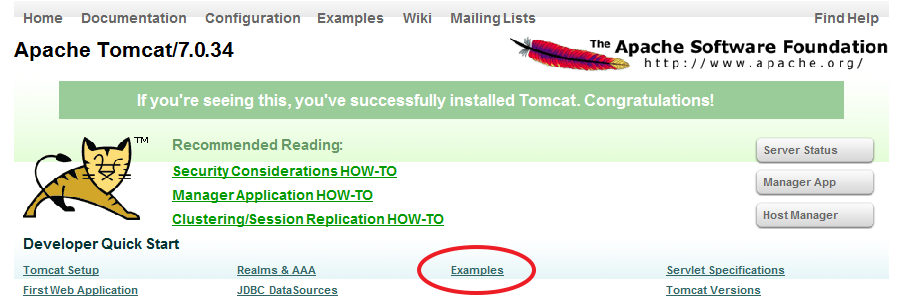 Home Documentation Configuration Examples Wiki Mailing Lists Find Help
Apache Tomcat/7.0.34
The Apache Software Foundation
http://www.apache.org/
If you're seeing this, you've successfully installed Tomcat. Congratulations!
TM
Recommended Reading:
Security Considerations HOW-TO
Manager Application HOW-TO
Clustering/Session Replication HOW-TO
Server Status
Manager App
Host Manager
Developer Quick Start
Tomcat Setup Realms & AAA Examples Servlet Specifications
First Web Application JDBC DataSources Tomcat Versions